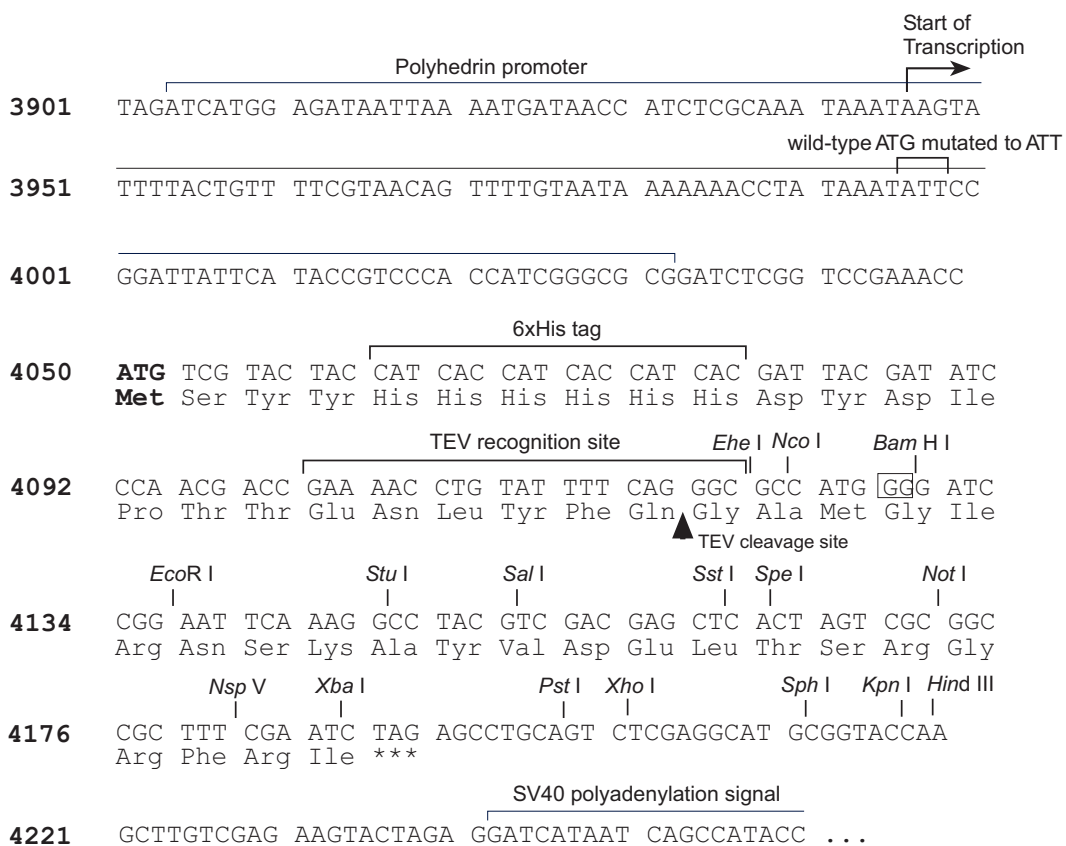 Start of
Transcription
Polyhedrin promoter
3901 TAGATCATGG AGATAATTAA AATGATAACC ATCTCGCAAA TAAATAAGTA
wild-type ATG mutated to ATT
3951 TTTTACTGTT TTCGTAACAG TTTTGTAATA AAAAAACCTA TAAATATTCC
4001 GGATTATTCA TACCGTCCCA CCATCGGGCG CGGATCTCGG TCCGAAACC
6xHis tag
4050 ATG TCG TAC TAC CAT CAC CAT CAC CAT CAC GAT TAC GAT ATC
Met Ser Tyr Tyr His His His His His His Asp Tyr Asp Ile
TEV recognition site Ehe I Nco I Bam H I
4092 CCA ACG ACC GAA AAC CTG TAT TTT CAG GGC GCC ATG GGG ATC
Pro Thr Thr Glu Asn Leu Tyr Phe Gln Gly Ala Met Gly Ile
TEV cleavage site
EcoR I Stu I Sal I Sst I Spe I Not I
4134 CGG AAT TCA AAG GCC TAC GTC GAC GAG CTC ACT AGT CGC GGC
Arg Asn Ser Lys Ala Tyr Val Asp Glu Leu Thr Ser Arg Gly
Nsp V Xba I Pst I Xho I Sph I Kpn I Hind III
4176 CGC TTT CGA ATC TAG AGCCTGCAGT CTCGAGGCAT GCGGTACCAA
Arg Phe Arg Ile ***
SV40 polyadenylation signal
4221 GCTTGTCGAG AAGTACTAGA GGATCATAAT CAGCCATACC ...